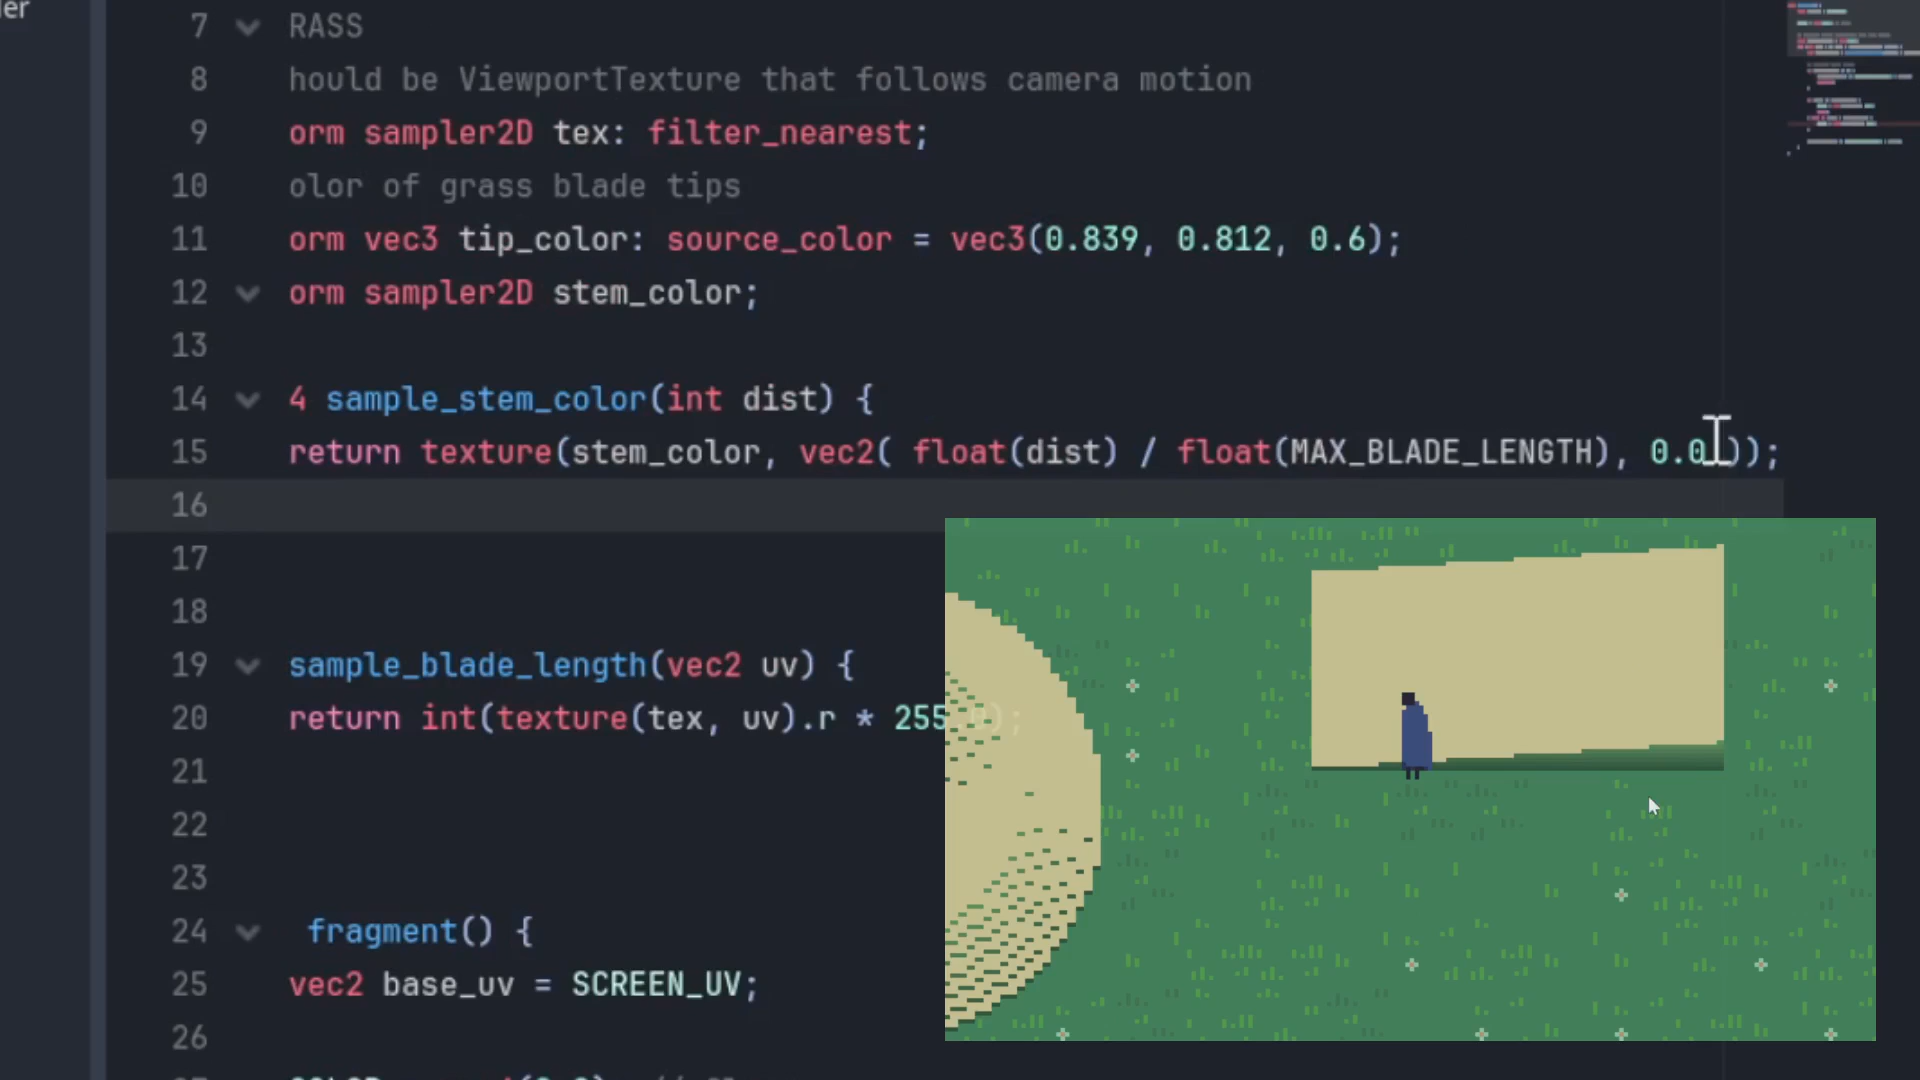 er
7 RASS
8 hould be ViewportTexture that follows camera motion
9 orm sampler2D tex: filter_nearest;
10 olor of grass blade tips
11 orm vec3 tip_color: source_color = vec3(0.839, 0.812, 0.6);
12 orm sampler2D stem_color;
13
14 4 sample_stem_color(int dist) {
15 return texture(stem_color, vec2( float(dist) / float(MAX_BLADE_LENGTH), 0.0 ));
16
17
18
19 sample_blade_length(vec2 uv) {
20 return int(texture(tex, uv).r * 255.0);
21
22
23
24 fragment() {
25 vec2 base_uv = SCREEN_UV;
26